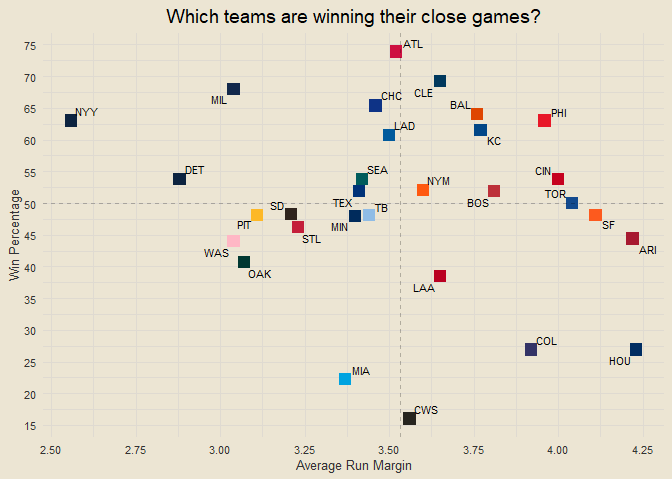 Which teams are winning their close games?
75
70
65
60
55
50
45
40
35
30
25
20
15
Win Percentage
ATL
CLE
MIL
CHC
BAL
NYY
PHI
LAD
KC
DET
SEA
CIN
NYM
TEX
BOS
TOR
SD
TB
PIT
MIN
SF
STL
WAS
ARI
OAK
LAA
COL
HOU
MIA
CWS
2.50
2.75
3.00
3.25
3.50
3.75
4.00
4.25
Average Run Margin